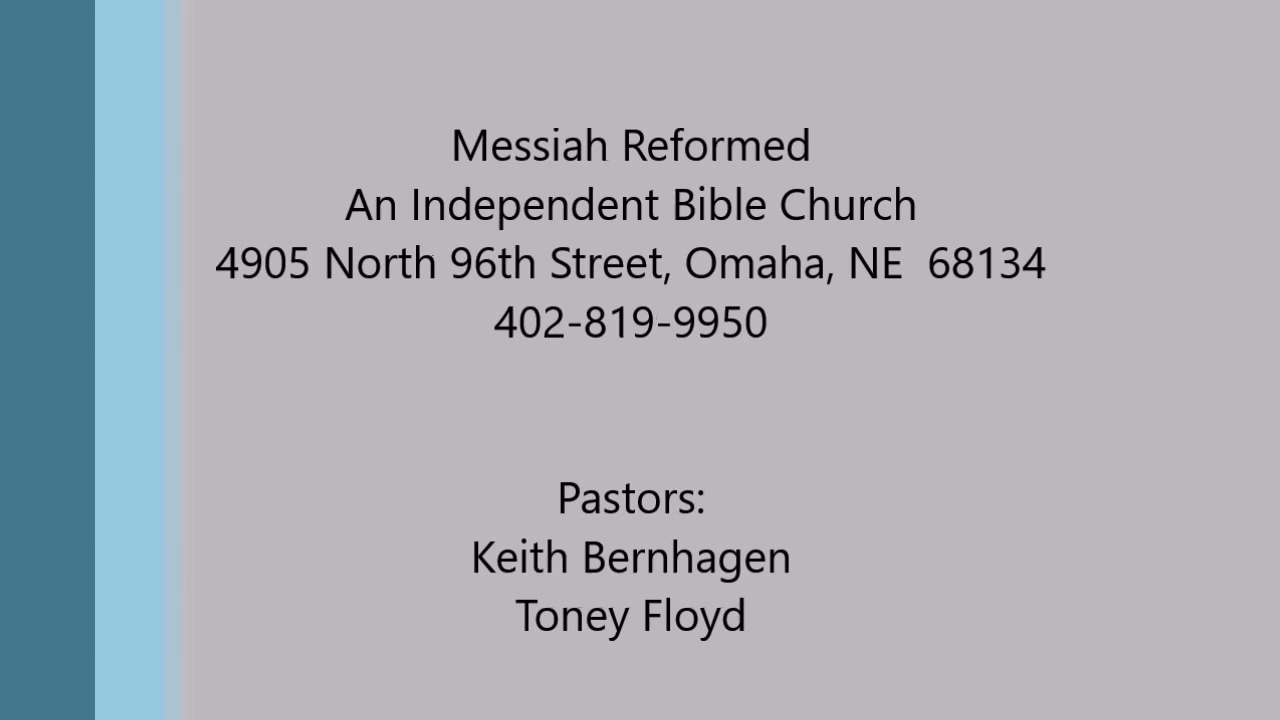 Messiah Reformed
An Independent Bible Church
4905 North 96th Street, Omaha, NE  68134
402-819-9950
Pastors:
Keith Bernhagen
Toney Floyd